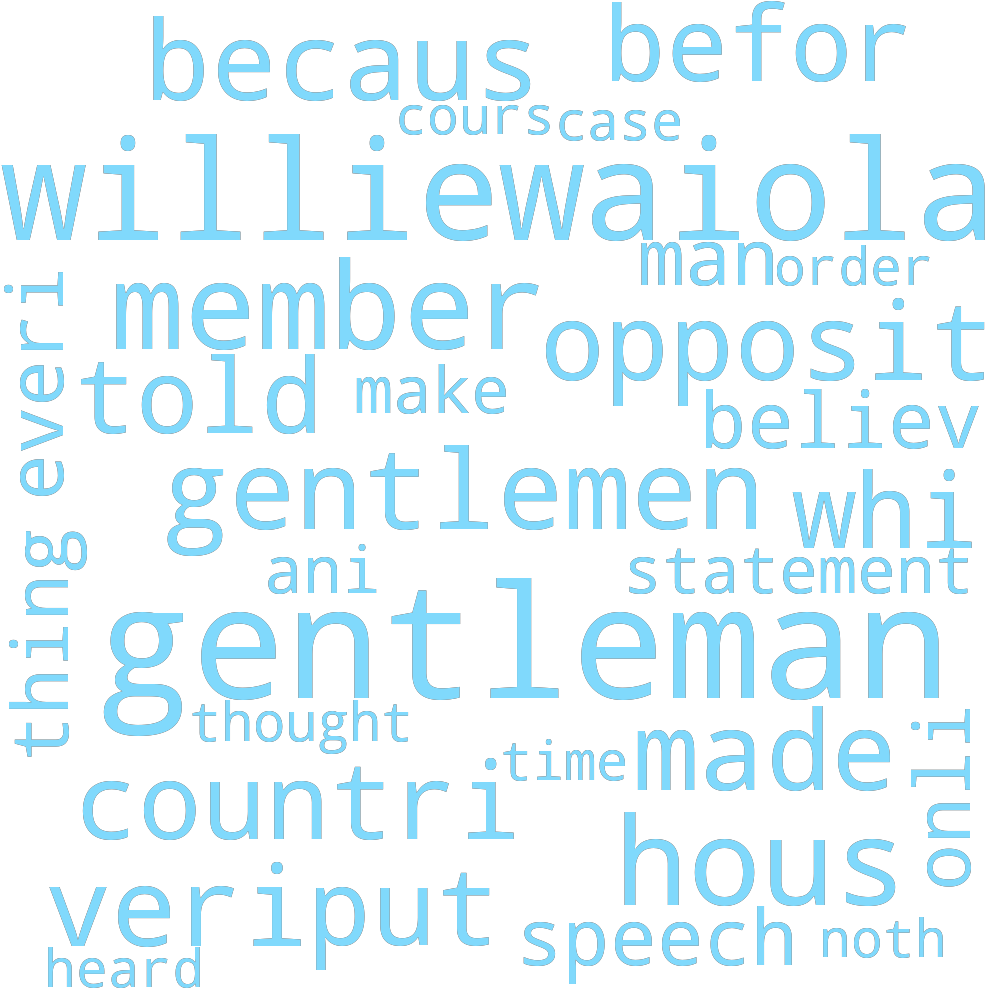 becaus befor
cours case
williewaiola
man order
member opposit
everi
told make believ
gentlemen whi
thing ani statement
gentleman
thought made onli
time
countri
hous
veri put
speech noth
heard